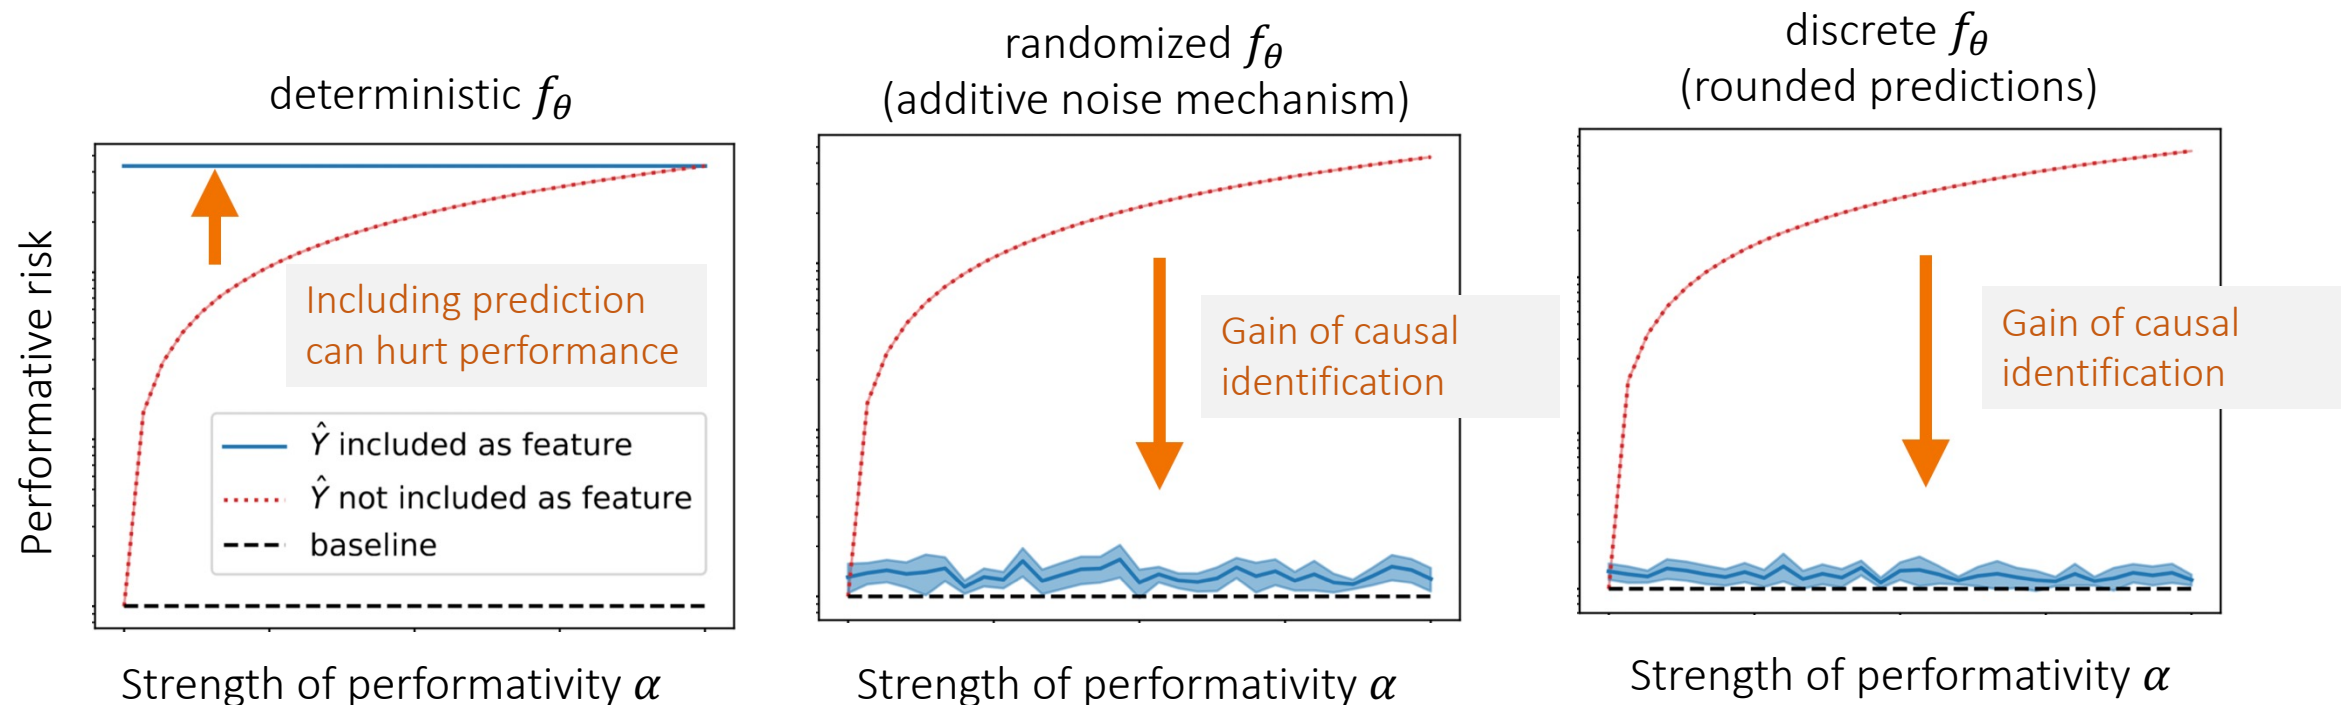 deterministic fθ
randomized fθ
(additive noise mechanism)
discrete fθ
(rounded predictions)
Performative risk
Including prediction
can hurt performance
Ŷ included as feature
Ŷ not included as feature
baseline
Gain of causal
identification
Gain of causal
identification
Strength of performativity α
Strength of performativity α
Strength of performativity α